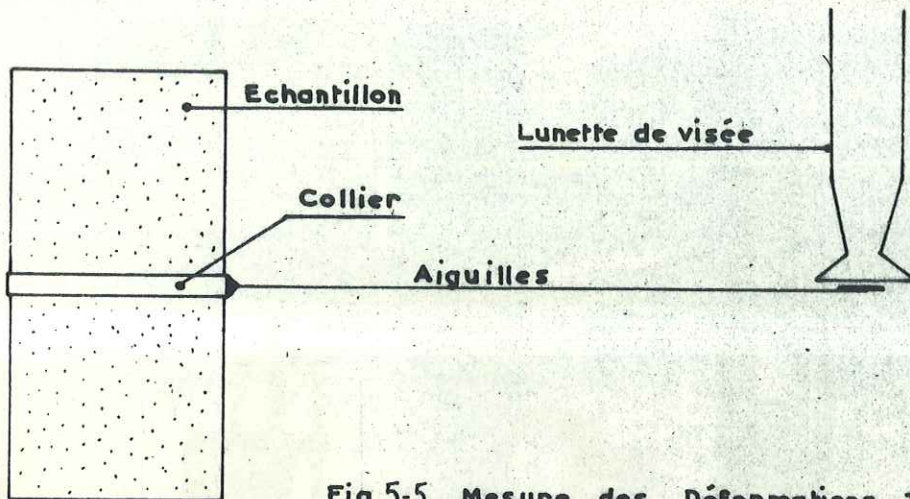 Echantillon
Lunette de visée
Collier
Aiguilles
Fig 5-5 Mesure des Déformations